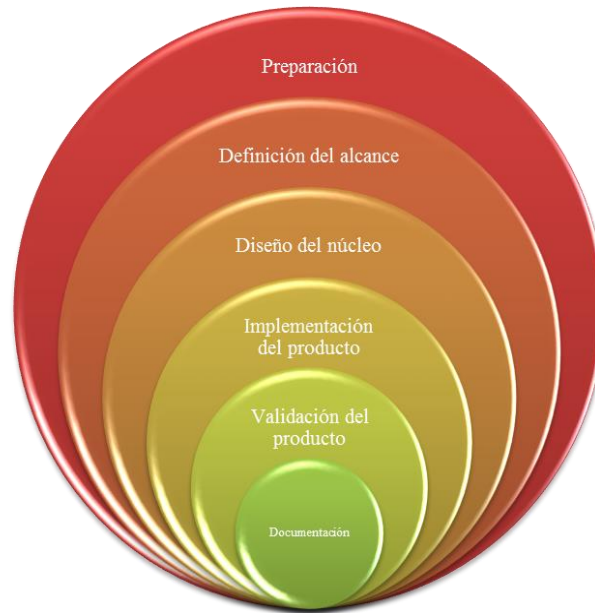 Preparación
Definición del alcance
Diseño del núcleo
Implementación
del producto
Validación del
producto
Documentación